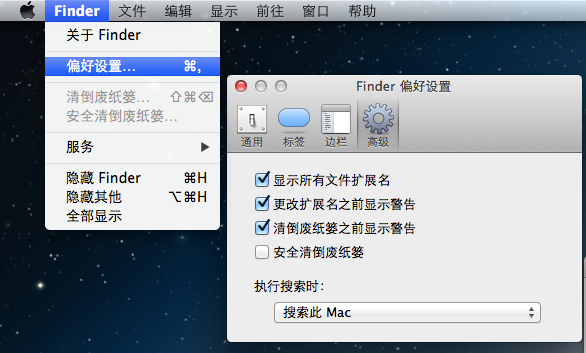 Finder 文件 编辑 显示 前往 窗口 帮助
关于 Finder
偏好设置... ⌘,
清倒废纸篓... ⇧⌘⌫
安全清倒废纸篓...
服务 ▶
隐藏 Finder ⌘H
隐藏其他 ⌥⌘H
全部显示
Finder 偏好设置
通用 标签 边栏 高级
显示所有文件扩展名
更改扩展名之前显示警告
清倒废纸篓之前显示警告
安全清倒废纸篓
执行搜索时：
搜索此 Mac